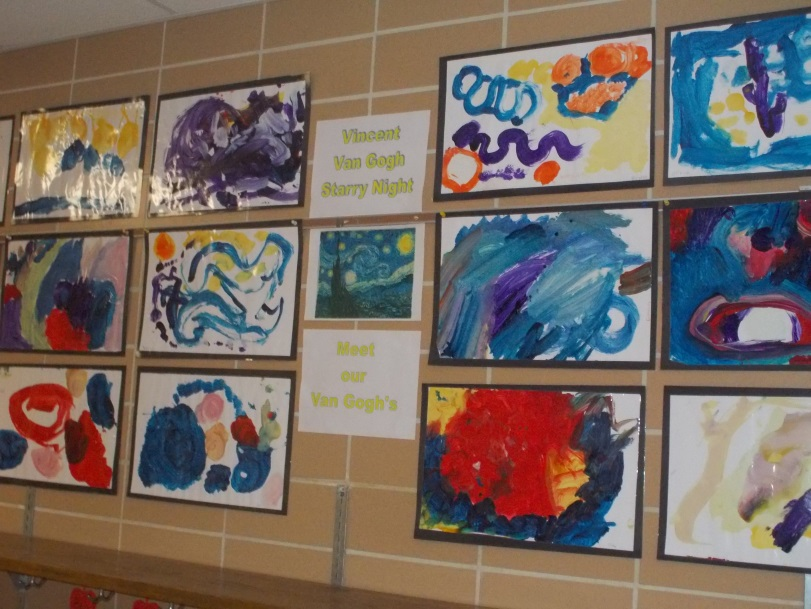 Vincent
Van Gogh
Starry Night
Meet
our
Van Gogh's